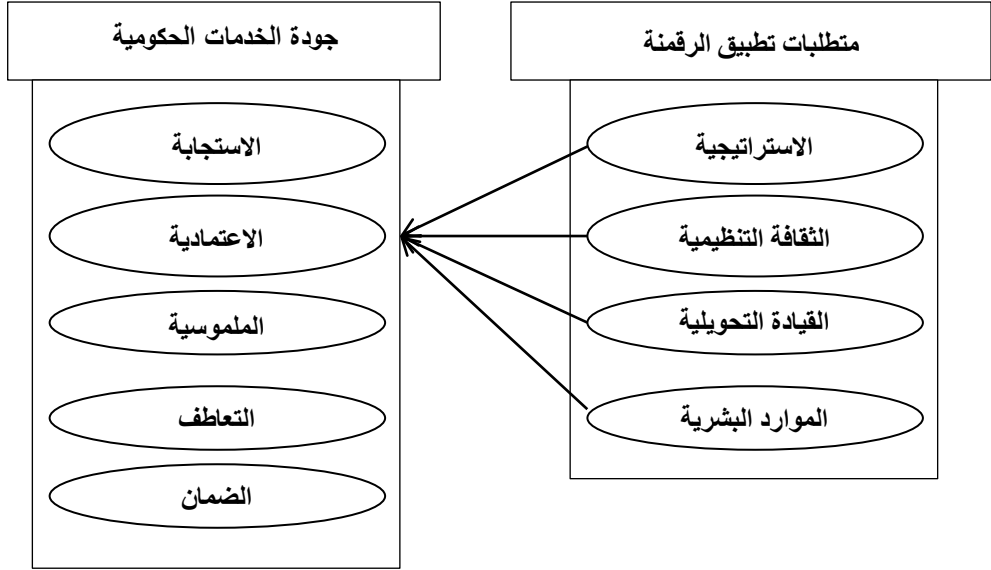 متطلبات تطبيق الرقمنة
الاستراتيجية
الثقافة التنظيمية
القيادة التحويلية
الموارد البشرية
جودة الخدمات الحكومية
الاستجابة
الاعتمادية
الملموسية
التعاطف
الضمان